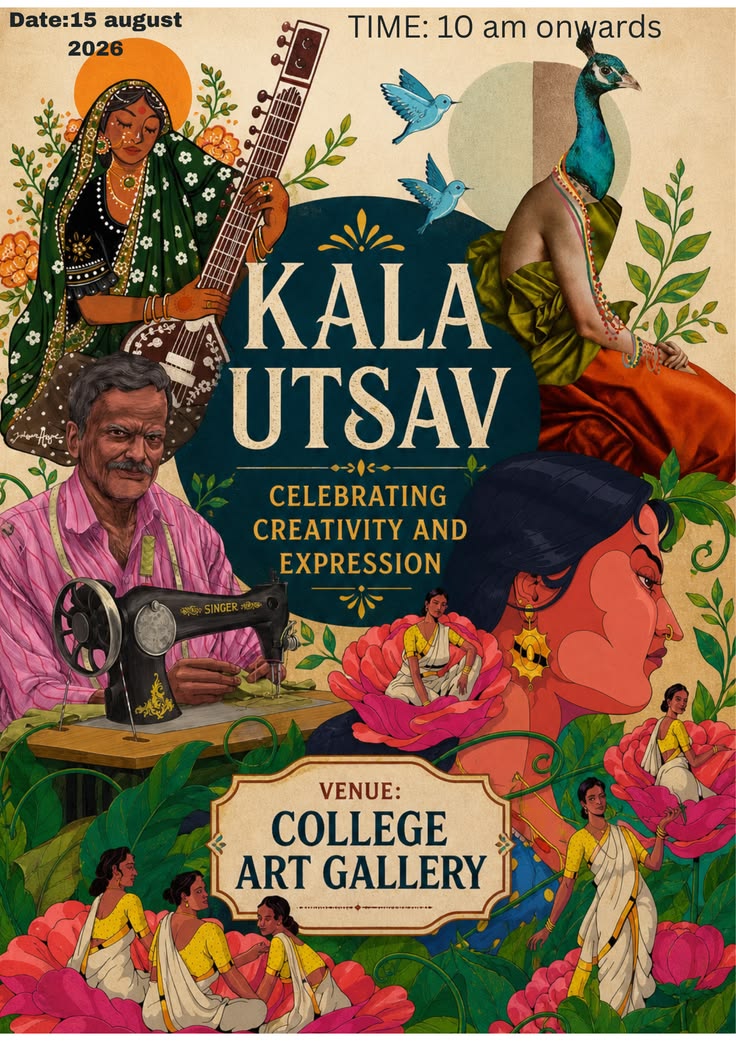 Date:15 august
2026
TIME: 10 am onwards
KALA
UTSAV
CELEBRATING
CREATIVITY AND
EXPRESSION
SINGER
VENUE:
COLLEGE
ART GALLERY